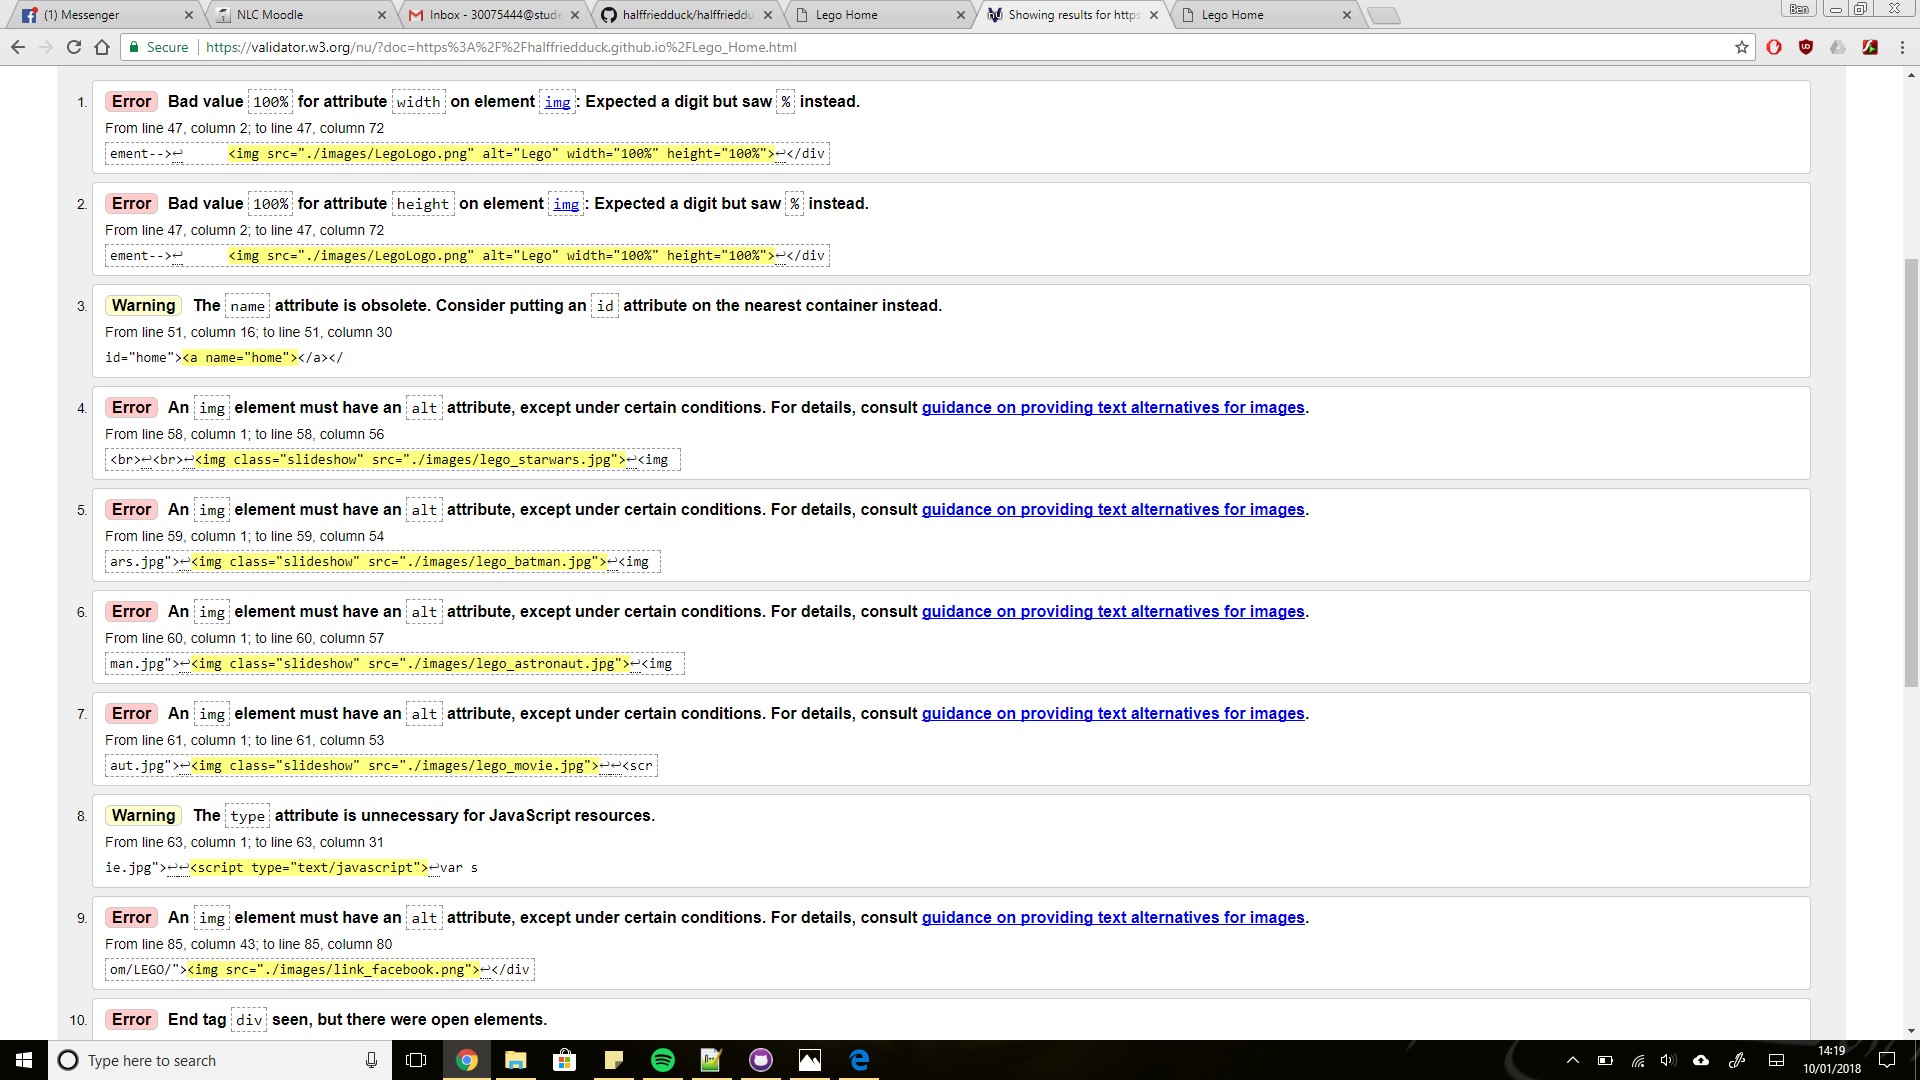 (1) Messenger
NLC Moodle
Inbox - 30075444@stude
halffriedduck/halffrieddu
Lego Home
Showing results for https
Lego Home
Ben
Secure
https://validator.w3.org/nu/?doc=https%3A%2F%2Fhalffriedduck.github.io%2FLego_Home.html
1. Error Bad value 100% for attribute width on element img: Expected a digit but saw % instead.
From line 47, column 2; to line 47, column 72
ement-->↩ <img src="./images/LegoLogo.png" alt="Lego" width="100%" height="100%">↩</div
2. Error Bad value 100% for attribute height on element img: Expected a digit but saw % instead.
From line 47, column 2; to line 47, column 72
ement-->↩ <img src="./images/LegoLogo.png" alt="Lego" width="100%" height="100%">↩</div
3. Warning The name attribute is obsolete. Consider putting an id attribute on the nearest container instead.
From line 51, column 16; to line 51, column 30
id="home"><a name="home"></a></
4. Error An img element must have an alt attribute, except under certain conditions. For details, consult guidance on providing text alternatives for images.
From line 58, column 1; to line 58, column 56
<br>↩<br>↩<img class="slideshow" src="./images/lego_starwars.jpg">↩<img
5. Error An img element must have an alt attribute, except under certain conditions. For details, consult guidance on providing text alternatives for images.
From line 59, column 1; to line 59, column 54
ars.jpg">↩<img class="slideshow" src="./images/lego_batman.jpg">↩<img
6. Error An img element must have an alt attribute, except under certain conditions. For details, consult guidance on providing text alternatives for images.
From line 60, column 1; to line 60, column 57
man.jpg">↩<img class="slideshow" src="./images/lego_astronaut.jpg">↩<img
7. Error An img element must have an alt attribute, except under certain conditions. For details, consult guidance on providing text alternatives for images.
From line 61, column 1; to line 61, column 53
aut.jpg">↩<img class="slideshow" src="./images/lego_movie.jpg">↩↩<scr
8. Warning The type attribute is unnecessary for JavaScript resources.
From line 63, column 1; to line 63, column 31
ie.jpg">↩↩<script type="text/javascript">↩var s
9. Error An img element must have an alt attribute, except under certain conditions. For details, consult guidance on providing text alternatives for images.
From line 85, column 43; to line 85, column 80
om/LEGO/"><img src="./images/link_facebook.png">↩</div
10. Error End tag div seen, but there were open elements.
Type here to search
14:19
10/01/2018